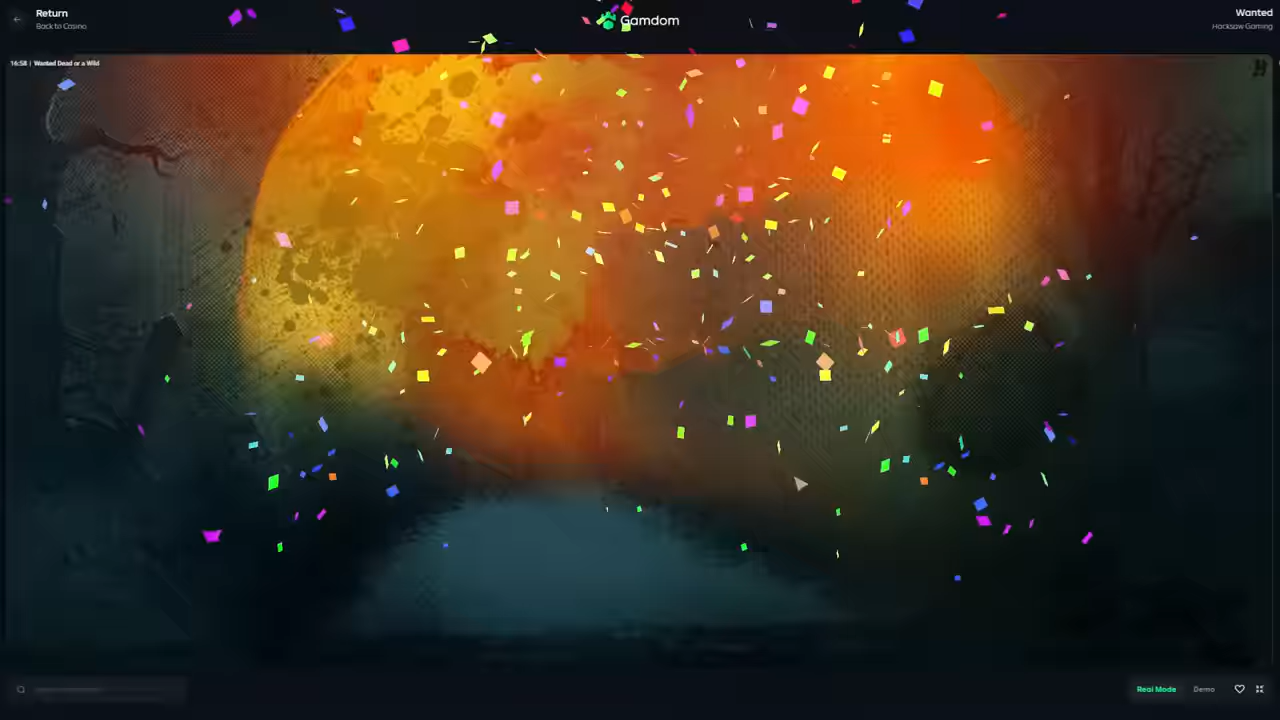 Return
Back to Casino
Gamdom
Wanted
Hacksaw Gaming
16:58 | Wanted Dead or a Wild
Real Mode
Demo